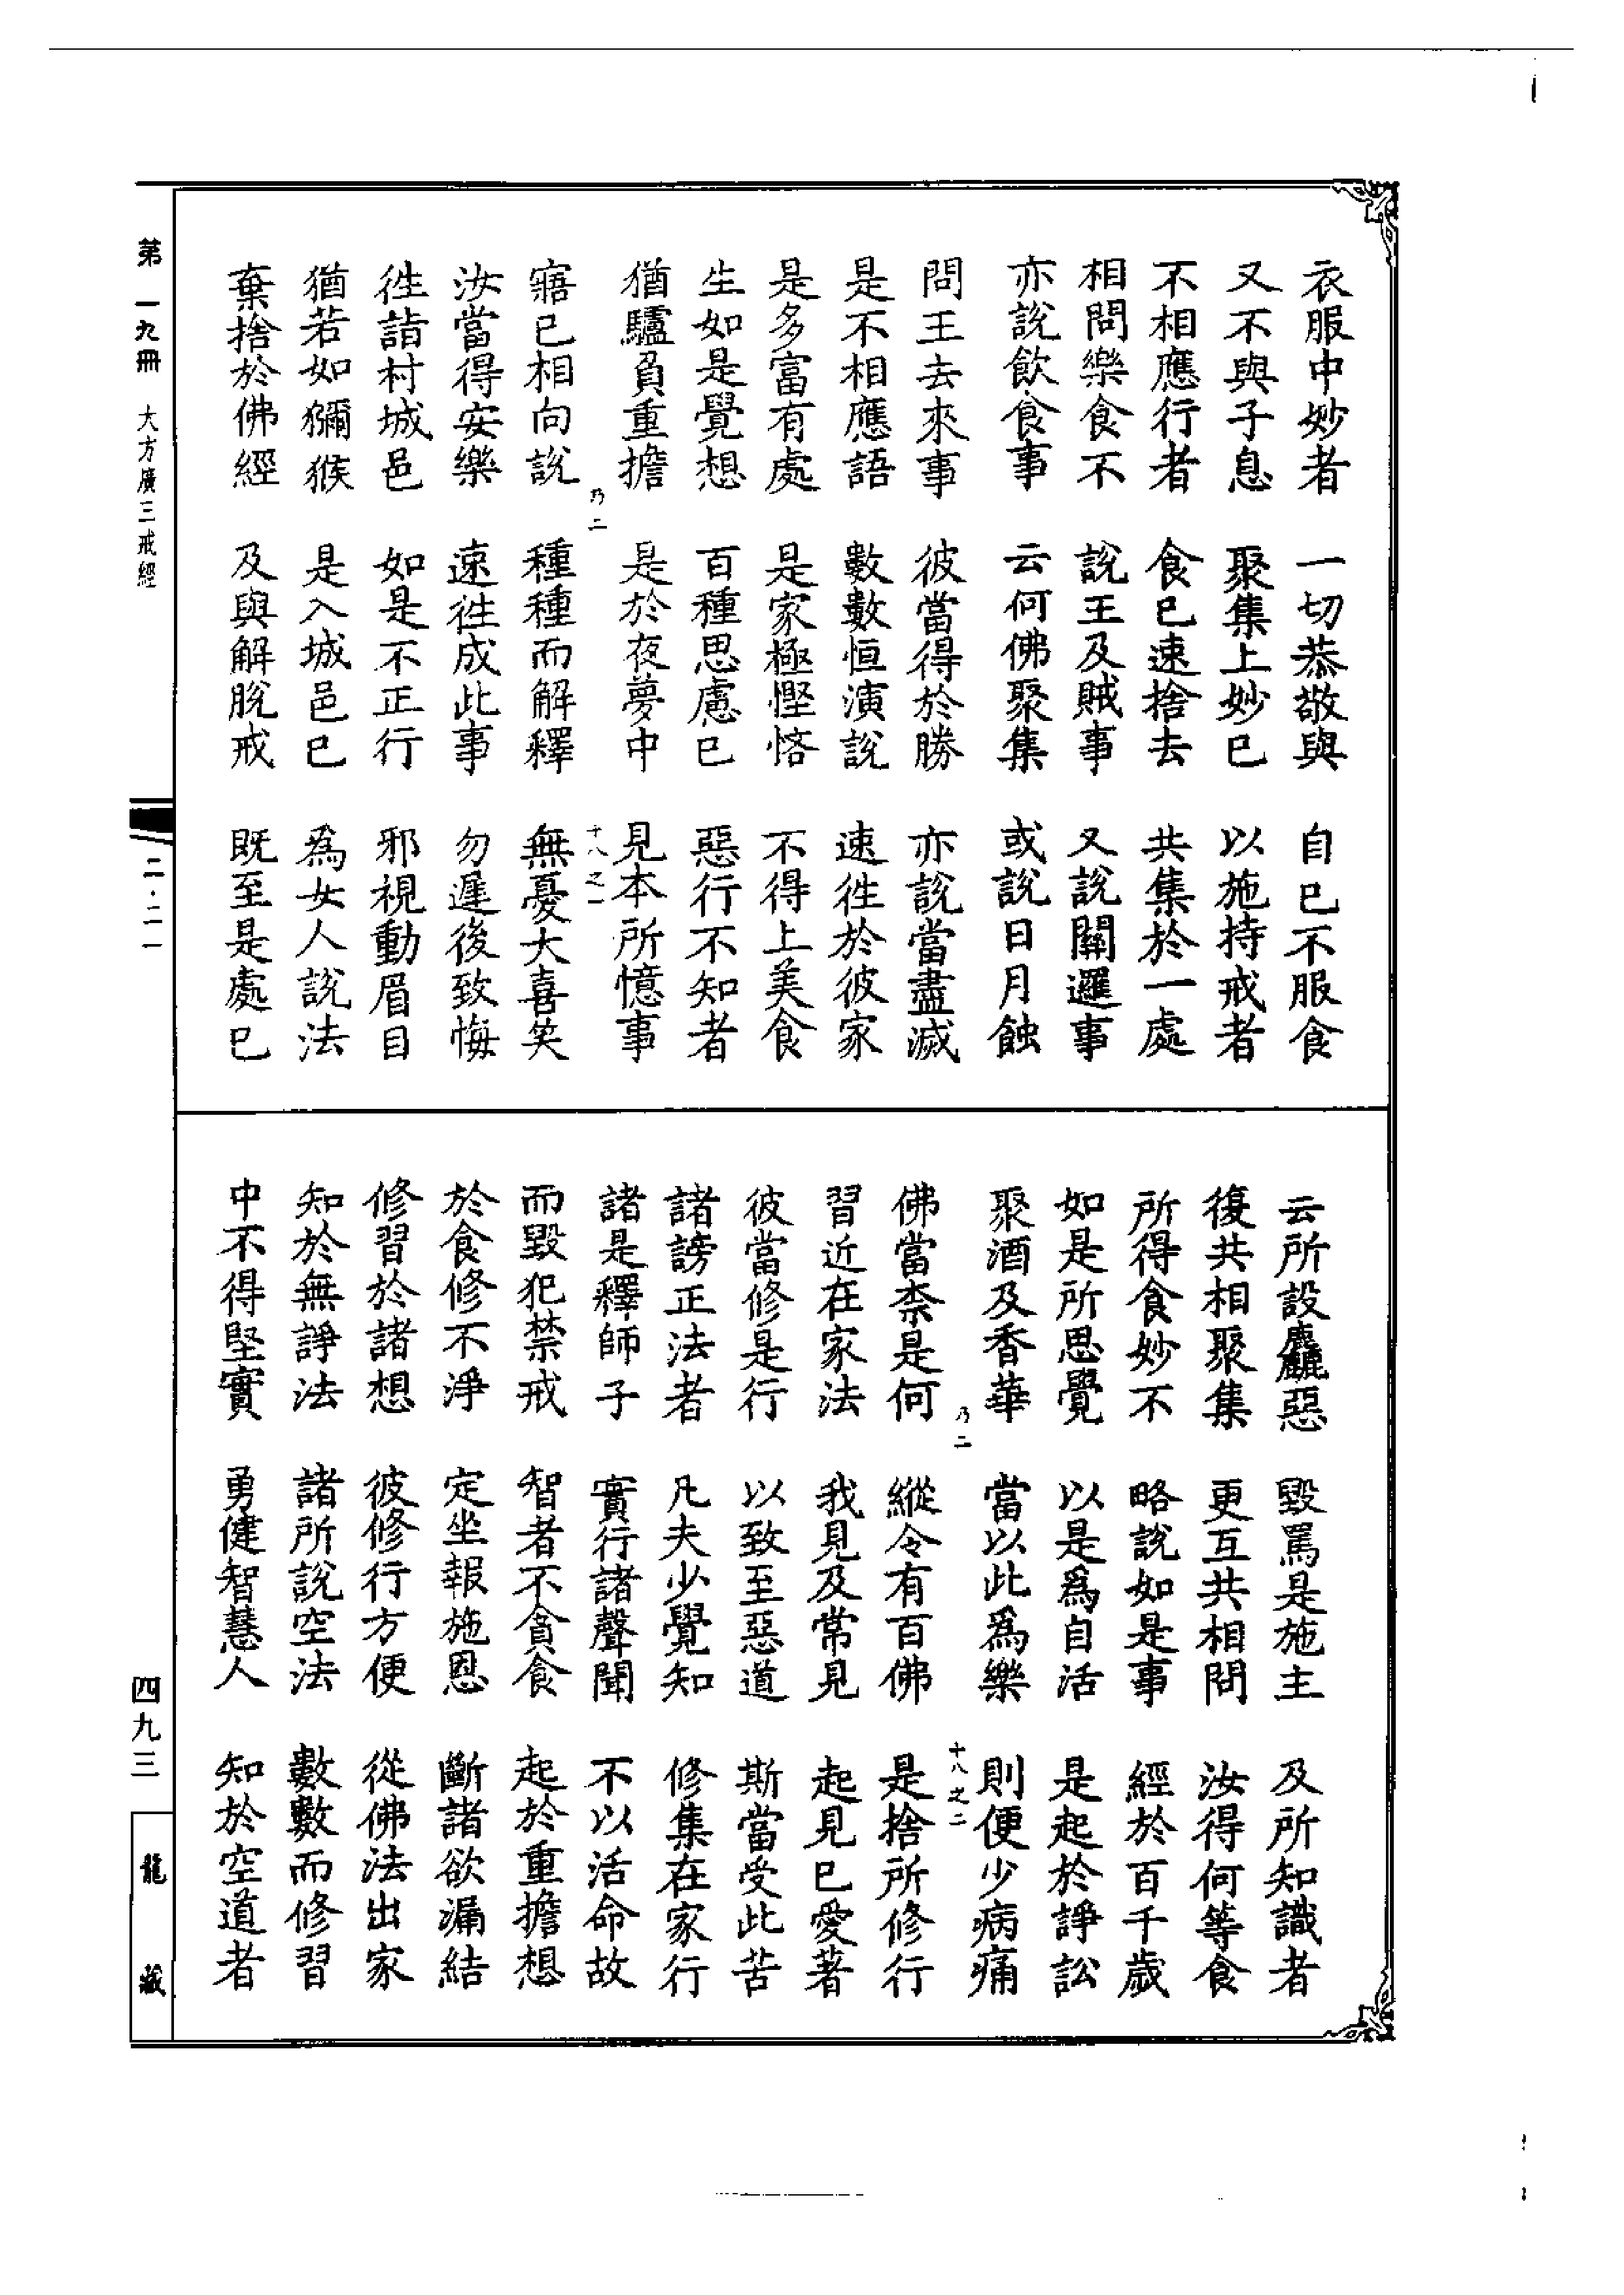 衣服中妙者　一切恭敬與　自已不服食
又不與子息　聚集上妙已　以施持戒者
不相應行者　食已速捨去　共集於一處
相問樂食不　說王及賊事　又說關邏事
亦說飲食事　云何佛聚集　或說日月蝕
問王去來事　彼當得於勝　亦說當盡滅
是不相應語　數數恒演說　速徃於彼家
是多富有處　是家極慳悋　不得上美食
生如是覺想　百種思慮已　惡行不知者
猶驢負重擔　是於夜夢中　見本所憶事
乃二　十八之一
寤已相向說　種種而解釋　無憂大喜笑
汝當得安樂　速徃成此事　勿遲後致悔
徃詣村城邑　如是不正行　邪視動眉目
猶若如獼猴　是入城邑已　為女人說法
棄捨於佛經　及與解脫戒　既至是處已
云所設麤惡　毀罵是施主　及所知識者
復共相聚集　更互共相問　汝得何等食
所得食妙不　略說如是事　經於百千歲
如是所思覺　以是為自活　是起於諍訟
聚酒及香華　當以此為樂　則便少病痛
乃二　十八之二
佛當柰是何　縱令有百佛　是捨所修行
習近在家法　我見及常見　起見已愛著
彼當修是行　以致至惡道　斯當受此苦
諸謗正法者　凡夫少覺知　修集在家行
諸是釋師子　實行諸聲聞　不以活命故
而毀犯禁戒　智者不貪食　起於重擔想
於食修不淨　定坐報施恩　斷諸欲漏結
修習於諸想　彼修行方便　從佛法出家
知於無諍法　諸所說空法　數數而修習
中不得堅實　勇健智慧人　知於空道者
第一九冊　大方廣三戒經
二·二一
四九三
龍藏